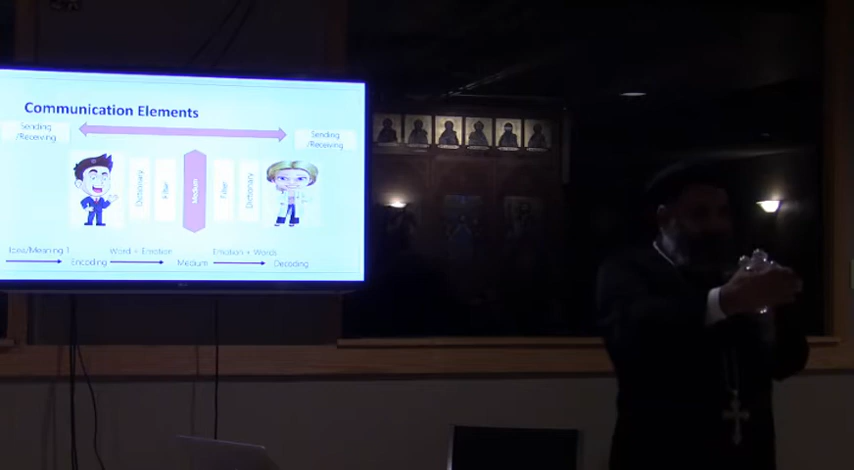 Communication Elements
Sending
/Receiving
Sending
/Receiving
Dictionary
Filter
Medium
Filter
Dictionary
Idea/Meaning 1
Word + Emotion
Emotion + Words
Encoding
Medium
Decoding
LG